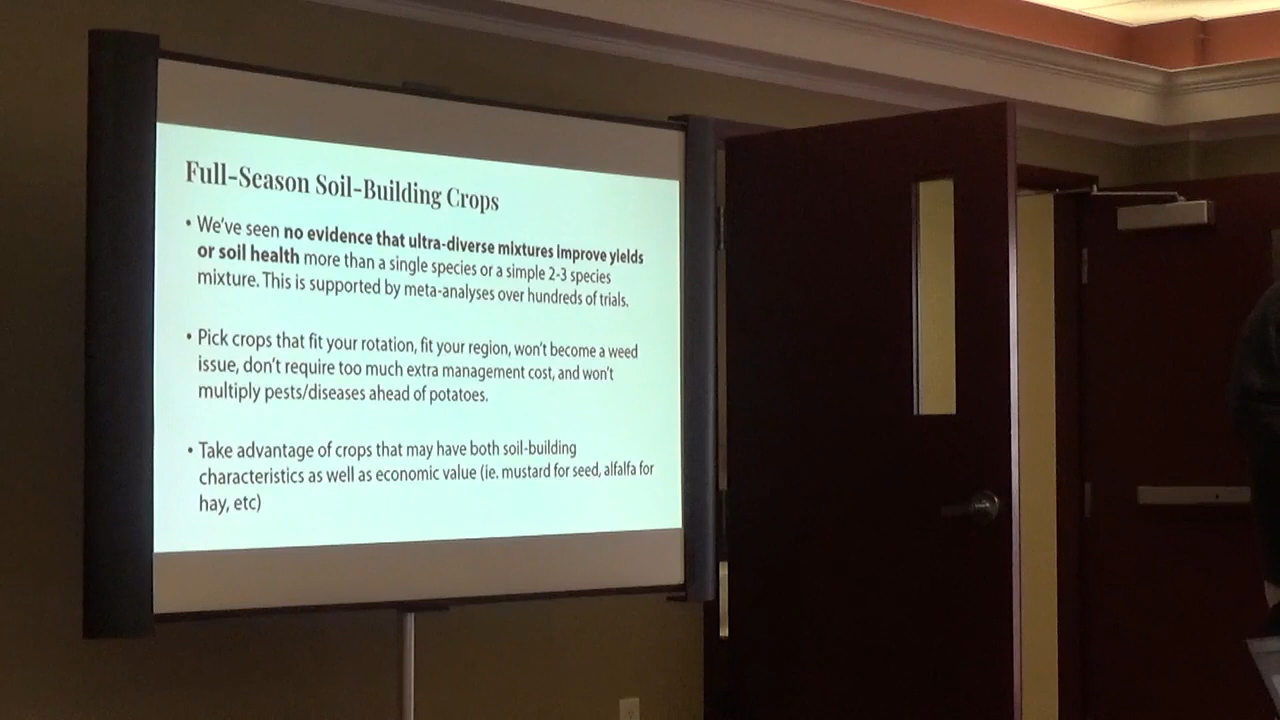 Full-Season Soil-Building Crops
• We've seen no evidence that ultra-diverse mixtures improve yields
or soil health more than a single species or a simple 2-3 species
mixture. This is supported by meta-analyses over hundreds of trials.
• Pick crops that fit your rotation, fit your region, won't become a weed
issue, don't require too much extra management cost, and won't
multiply pests/diseases ahead of potatoes.
• Take advantage of crops that may have both soil-building
characteristics as well as economic value (ie. mustard for seed, alfalfa for
hay, etc)